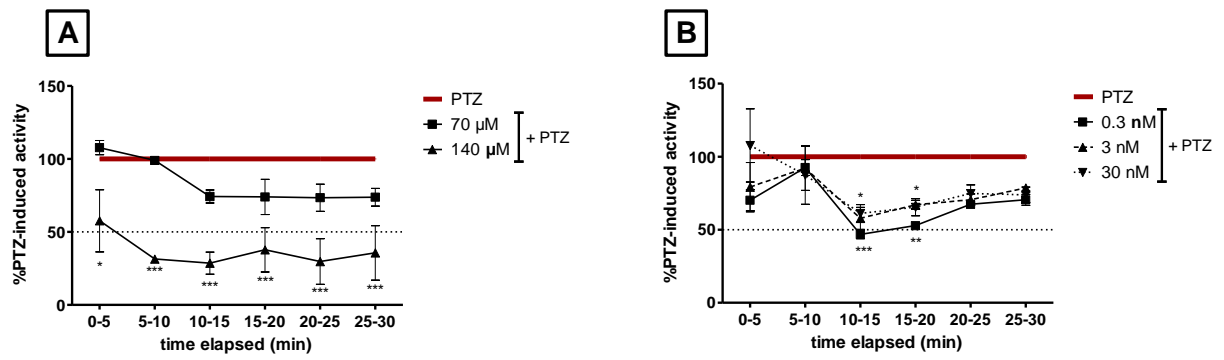 A
150
100
50
0
%PTZ-induced activity
0-5 5-10 10-15 15-20 20-25 25-30
time elapsed (min)
* *** *** *** *** ***
PTZ
70 µM
140 µM
+ PTZ
B
150
100
50
0
%PTZ-induced activity
* *
*** **
0-5 5-10 10-15 15-20 20-25 25-30
time elapsed (min)
PTZ
0.3 nM
3 nM
30 nM
+ PTZ